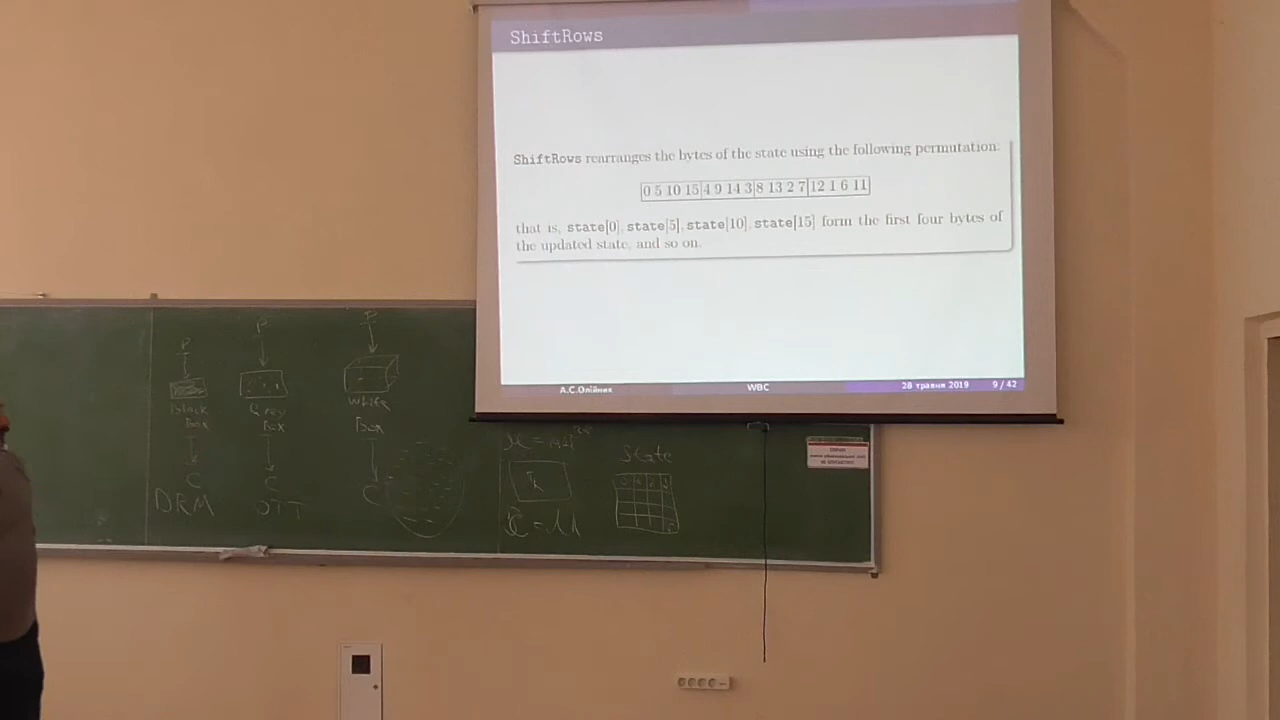 ShiftRows
ShiftRows rearranges the bytes of the state using the following permutation:
0 5 10 15 4 9 14 3 8 13 2 7 12 1 6 11
that is, state[0], state[5], state[10], state[15] form the first four bytes of
the updated state, and so on.
А.С.Олійник WBC 28 травня 2019 9 / 42
P P P
Black Grey White
Box Box Box
C C C
DRM OTT
State